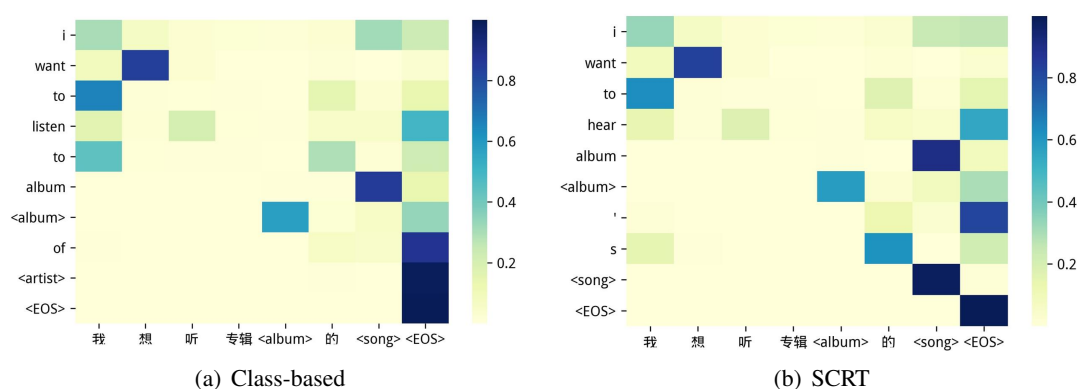 i
want
to
listen
to
album
<album>
of
<artist>
<EOS>
我 想 听 专辑 <album> 的 <song> <EOS>
0.8
0.6
0.4
0.2
(a) Class-based
i
want
to
hear
album
<album>
'
s
<song>
<EOS>
我 想 听 专辑 <album> 的 <song> <EOS>
0.8
0.6
0.4
0.2
(b) SCRT